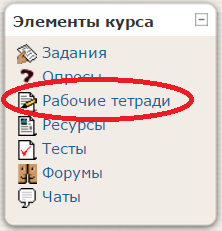 Элементы курса
Задания
Опросы
Рабочие тетради
Ресурсы
Тесты
Форумы
Чаты